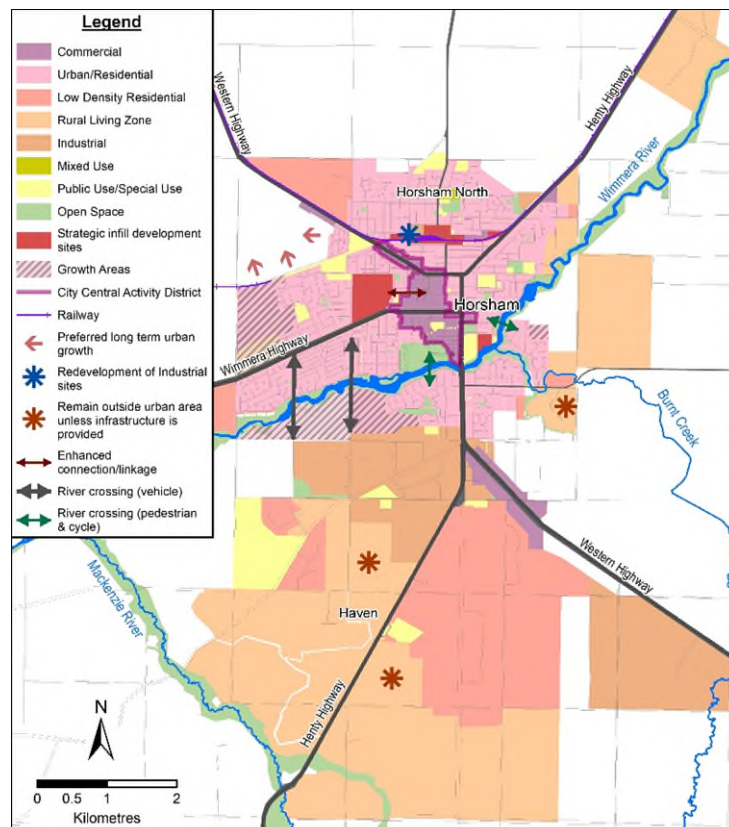 Legend
Commercial
Urban/Residential
Low Density Residential
Rural Living Zone
Industrial
Mixed Use
Public Use/Special Use
Open Space
Strategic infill development
sites
Growth Areas
City Central Activity District
Railway
Preferred long term urban
growth
Redevelopment of Industrial
sites
Remain outside urban area
unless infrastructure is
provided
Enhanced
connection/linkage
River crossing (vehicle)
River crossing (pedestrian
& cycle)
Western Highway
Henty Highway
Wimmera River
Horsham North
Horsham
Wimmera Highway
Burnt Creek
Western Highway
Mackenzie River
Haven
Henty Highway
N
0 0.5 1 2
Kilometres